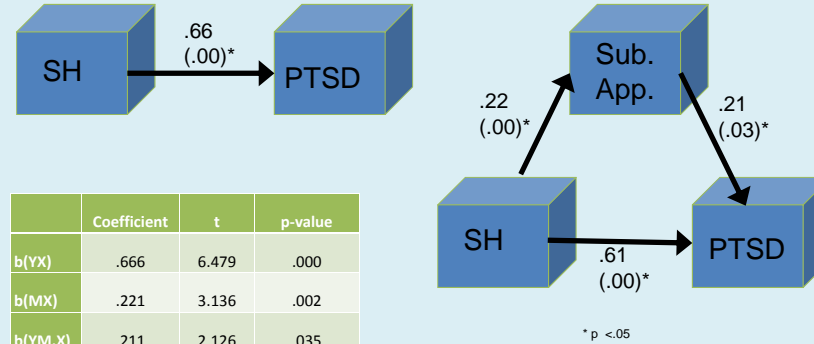 .66
(.00)*
SH
PTSD
Sub.
App.
.22
(.00)*
.21
(.03)*
SH
PTSD
.61
(.00)*
* p <.05
Coefficient t p-value
b(YX) .666 6.479 .000
b(MX) .221 3.136 .002
b(YM.X) .211 2.126 .035